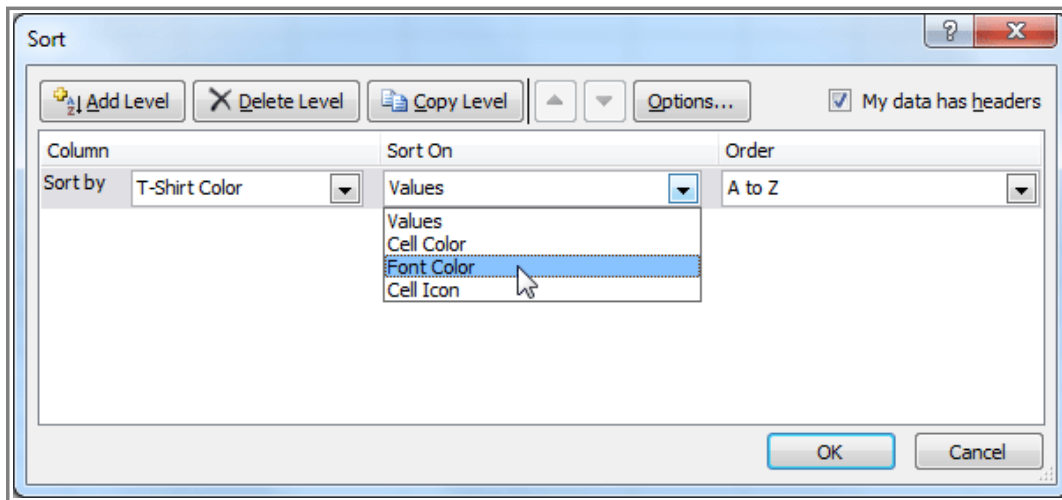 Sort
Add Level Delete Level Copy Level Options... My data has headers
Column Sort On Order
Sort by T-Shirt Color Values A to Z
Values
Cell Color
Font Color
Cell Icon
OK Cancel